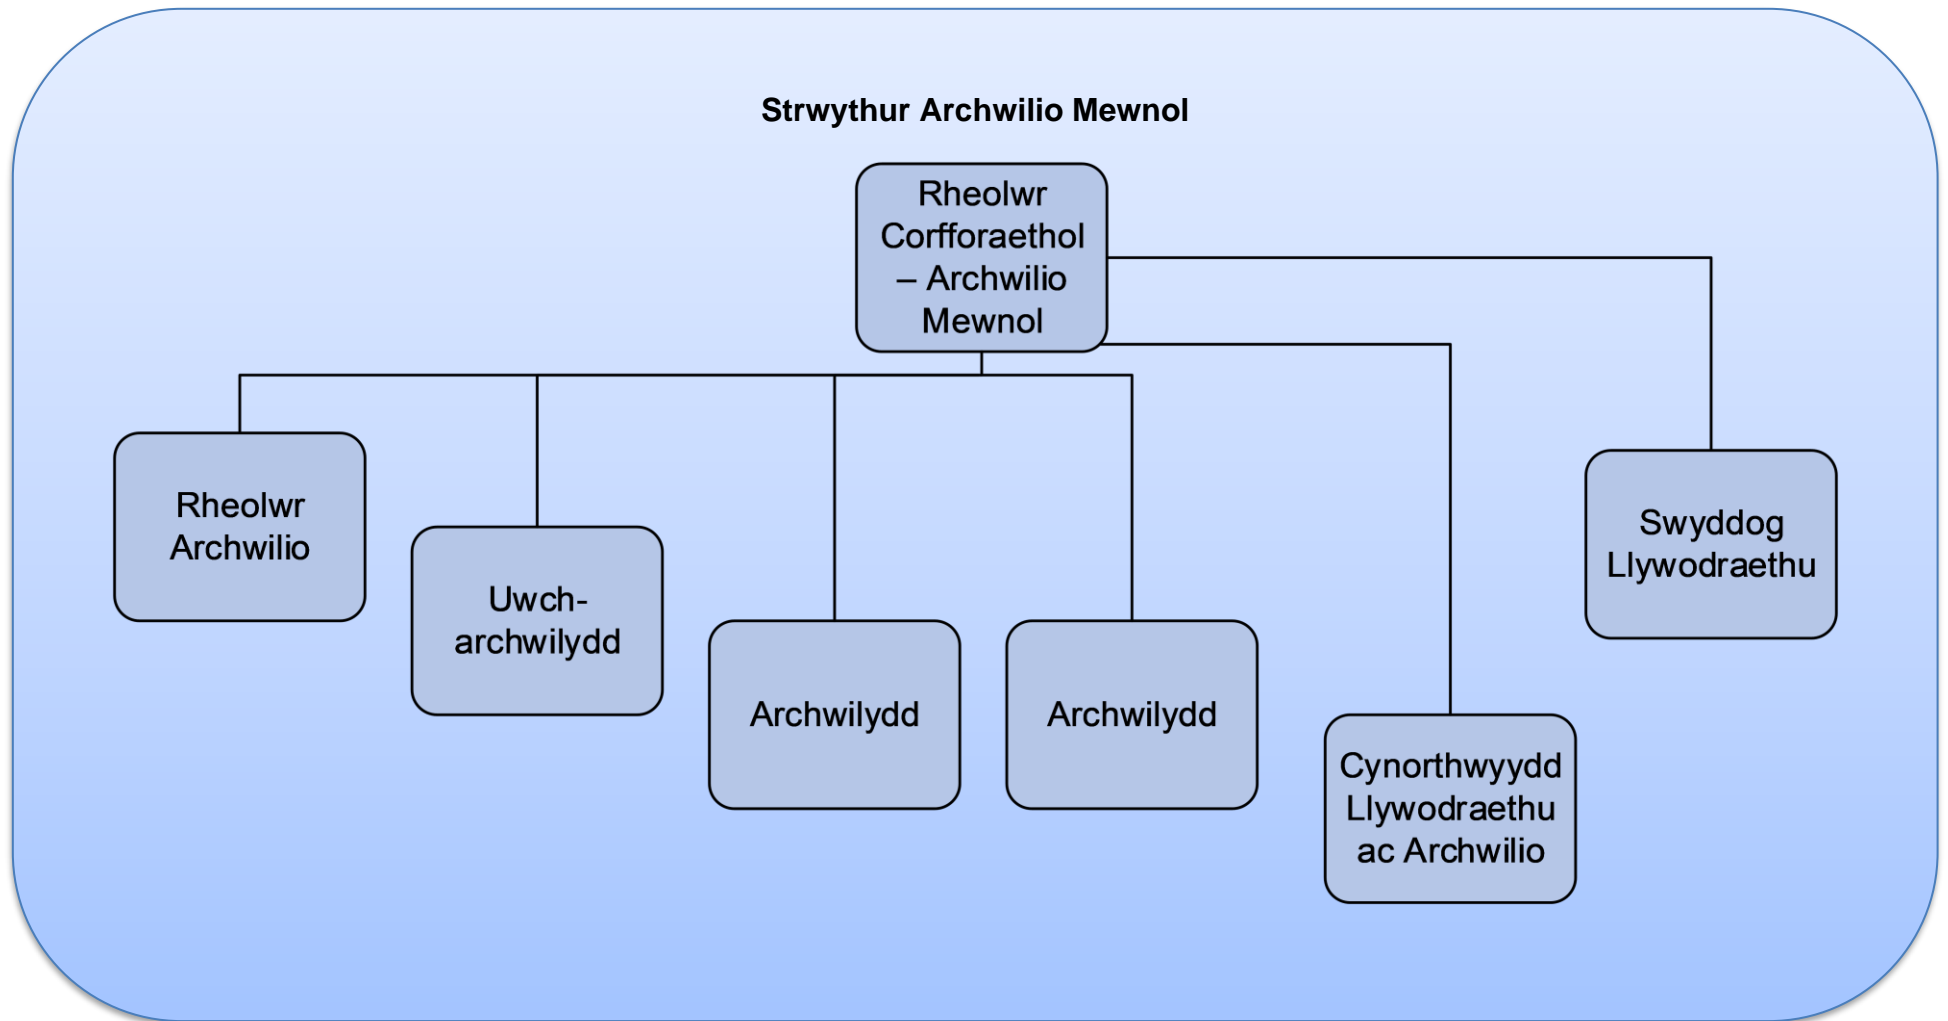 Strwythur Archwilio Mewnol
Rheolwr
Corfforaethol
– Archwilio
Mewnol
Rheolwr
Archwilio
Uwch-
archwilydd
Archwilydd
Archwilydd
Cynorthwyydd
Llywodraethu
ac Archwilio
Swyddog
Llywodraethu